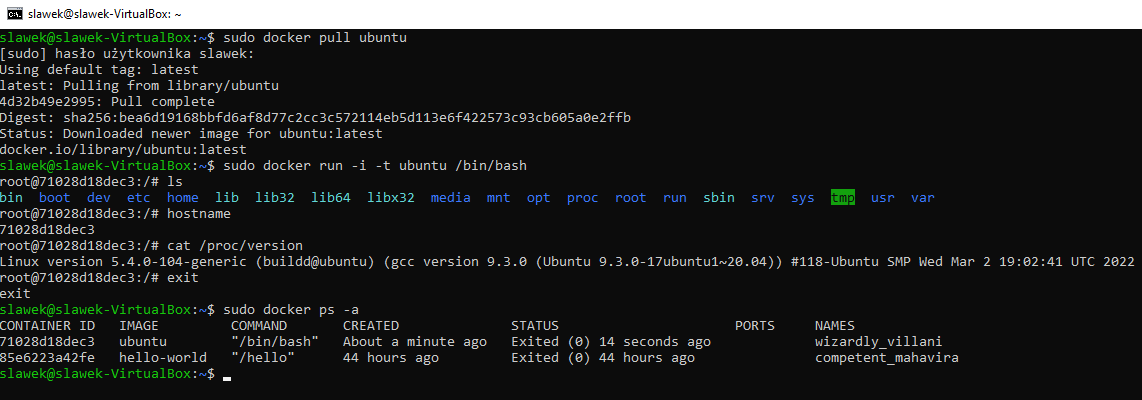 slawek@slawek-VirtualBox: ~
slawek@slawek-VirtualBox:~$ sudo docker pull ubuntu
[sudo] hasło użytkownika slawek:
Using default tag: latest
latest: Pulling from library/ubuntu
4d32b49e2995: Pull complete
Digest: sha256:bea6d19168bbfd6af8d77c2cc3c572114eb5d113e6f422573c93cb605a0e2ffb
Status: Downloaded newer image for ubuntu:latest
docker.io/library/ubuntu:latest
slawek@slawek-VirtualBox:~$ sudo docker run -i -t ubuntu /bin/bash
root@71028d18dec3:/# ls
bin  boot  dev  etc  home  lib  lib32  lib64  libx32  media  mnt  opt  proc  root  run  sbin  srv  sys  tmp  usr  var
root@71028d18dec3:/# hostname
71028d18dec3
root@71028d18dec3:/# cat /proc/version
Linux version 5.4.0-104-generic (buildd@ubuntu) (gcc version 9.3.0 (Ubuntu 9.3.0-17ubuntu1~20.04)) #118-Ubuntu SMP Wed Mar 2 19:02:41 UTC 2022
root@71028d18dec3:/# exit
exit
slawek@slawek-VirtualBox:~$ sudo docker ps -a
CONTAINER ID   IMAGE         COMMAND       CREATED              STATUS                      PORTS     NAMES
71028d18dec3   ubuntu        "/bin/bash"   About a minute ago   Exited (0) 14 seconds ago             wizardly_villani
85e6223a42fe   hello-world   "/hello"      44 hours ago         Exited (0) 44 hours ago               competent_mahavira
slawek@slawek-VirtualBox:~$